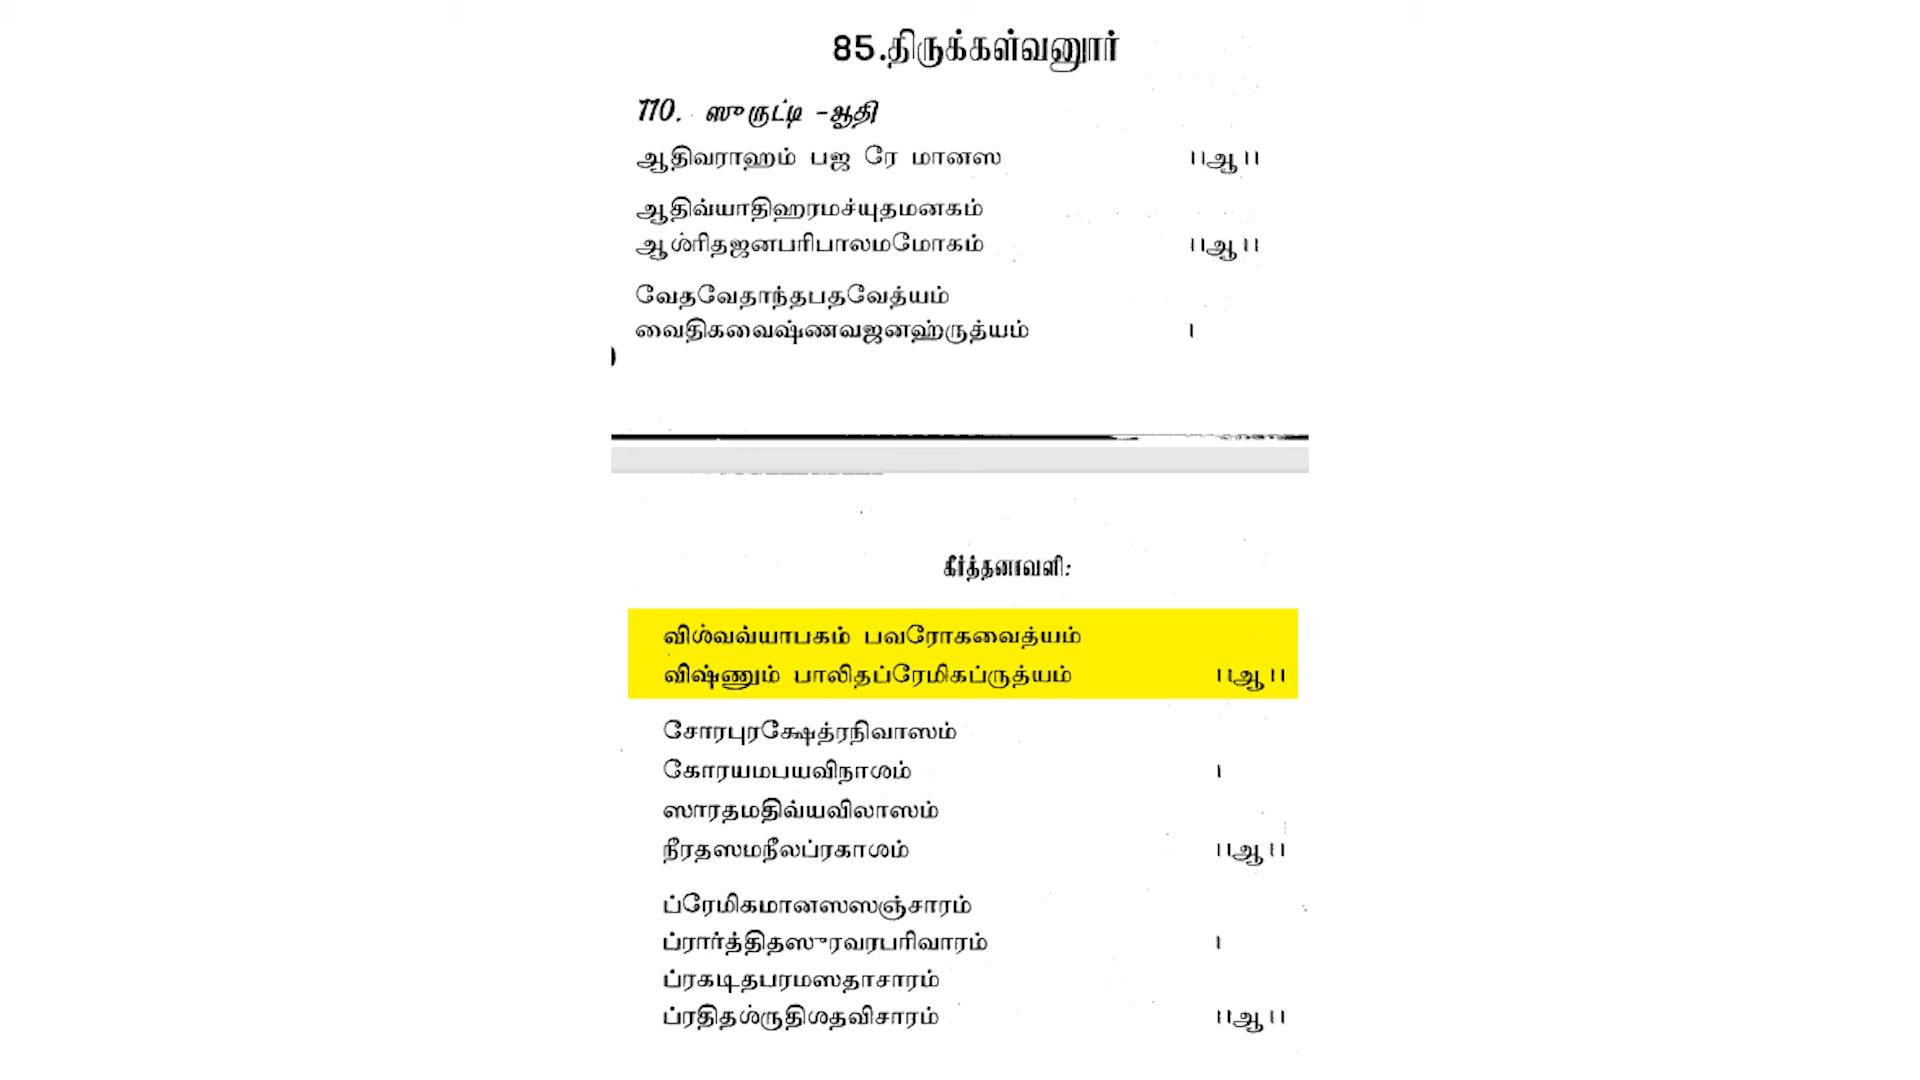 85.திருக்கள்வனூர்
110. ஸுருட்டி -ஆதி
ஆதிவராஹம் பஜ ரே மானஸ ।।ஆ।।
ஆதிவ்யாதிஹரமச்யுதமனகம்
ஆஶ்ரிதஜனபரிபாலமமோகம் ।।ஆ।।
வேதவேதாந்தபதவேத்யம்
வைதிகவைஷ்ணவஜனஹ்ருத்யம் ।
கீர்த்தனாவளி:
விஶ்வவ்யாபகம் பவரோகவைத்யம்
விஷ்ணும் பாலிதப்ரேமிகப்ருத்யம் ।।ஆ।।
சோரபுரக்ஷேத்ரநிவாஸம்
கோரயமபயவிநாஶம் ।
ஸாரதமதிவ்யவிலாஸம்
நீரதஸமநீலப்ரகாஶம் ।।ஆ।।
ப்ரேமிகமானஸஸஞ்சாரம்
ப்ரார்த்திதஸுரவரபரிவாரம் ।
ப்ரகடிதபரமஸதாசாரம்
ப்ரதிதஶ்ருதிஶதவிசாரம் ।।ஆ।।